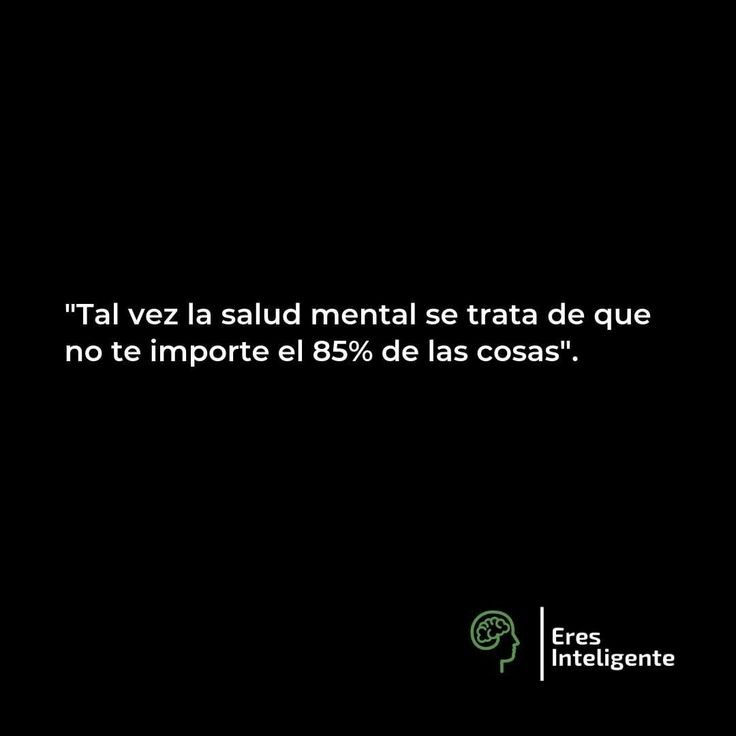 "Tal vez la salud mental se trata de que
no te importe el 85% de las cosas".
Eres
Inteligente